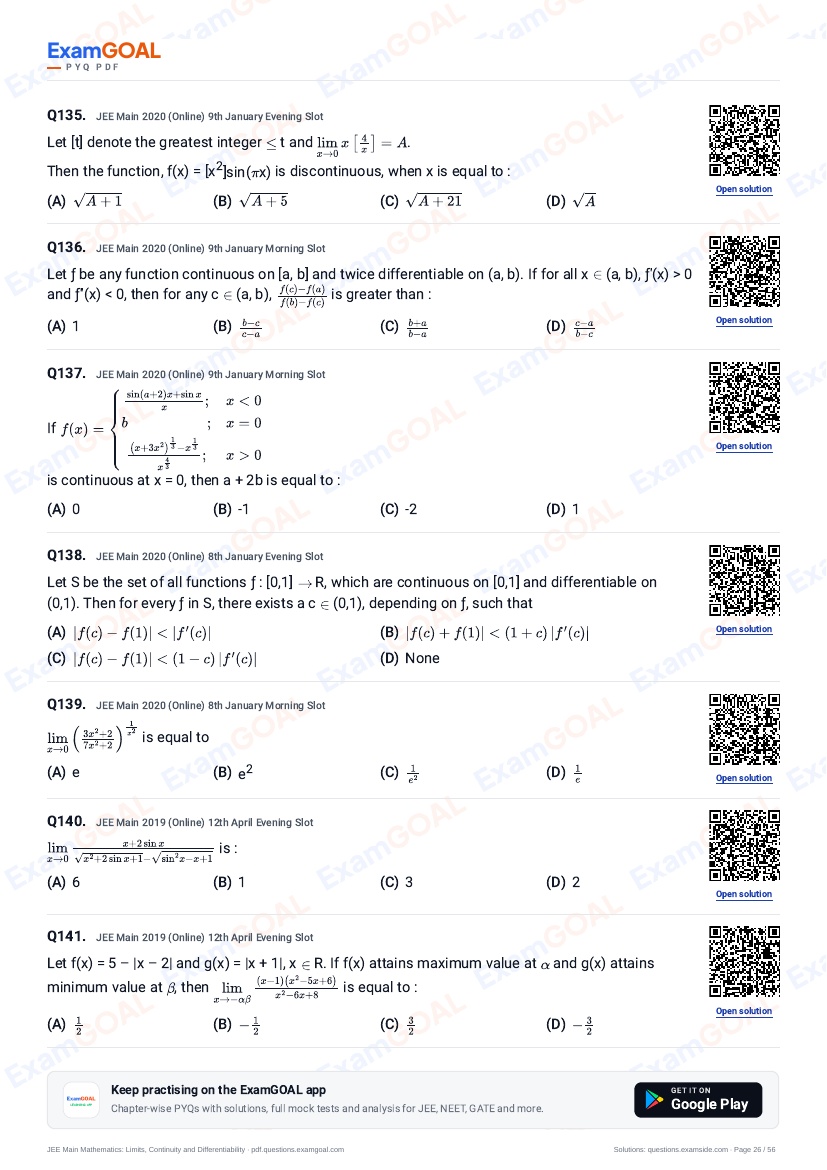 ExamGOAL
PYQ PDF
Q135. JEE Main 2020 (Online) 9th January Evening Slot
Let [t] denote the greatest integer ≤ t and lim_{x→0} x [4/x] = A.
Then the function, f(x) = [x²]sin(πx) is discontinuous, when x is equal to :
(A) √(A + 1) (B) √(A + 5) (C) √(A + 21) (D) √A
Open solution
Q136. JEE Main 2020 (Online) 9th January Morning Slot
Let ƒ be any function continuous on [a, b] and twice differentiable on (a, b). If for all x ∈ (a, b), ƒ'(x) > 0
and ƒ''(x) < 0, then for any c ∈ (a, b), (f(c)−f(a))/(f(b)−f(c)) is greater than :
(A) 1 (B) (b−c)/(c−a) (C) (b+a)/(b−a) (D) (c−a)/(b−c)
Open solution
Q137. JEE Main 2020 (Online) 9th January Morning Slot
If f(x) = { (sin(a+2)x+sin x)/x ; x < 0
b ; x = 0
((x+3x²)^{1/3}−x^{1/3})/x^{4/3} ; x > 0
is continuous at x = 0, then a + 2b is equal to :
(A) 0 (B) -1 (C) -2 (D) 1
Open solution
Q138. JEE Main 2020 (Online) 8th January Evening Slot
Let S be the set of all functions ƒ : [0,1] → R, which are continuous on [0,1] and differentiable on
(0,1). Then for every ƒ in S, there exists a c ∈ (0,1), depending on ƒ, such that
(A) |f(c) − f(1)| < |f′(c)| (B) |f(c) + f(1)| < (1 + c) |f′(c)|
(C) |f(c) − f(1)| < (1 − c) |f′(c)| (D) None
Open solution
Q139. JEE Main 2020 (Online) 8th January Morning Slot
lim_{x→0} ((3x²+2)/(7x²+2))^{1/x²} is equal to
(A) e (B) e² (C) 1/e² (D) 1/e
Open solution
Q140. JEE Main 2019 (Online) 12th April Evening Slot
lim_{x→0} (x+2 sin x)/(√(x²+2 sin x+1)−√(sin²x−x+1)) is :
(A) 6 (B) 1 (C) 3 (D) 2
Open solution
Q141. JEE Main 2019 (Online) 12th April Evening Slot
Let f(x) = 5 – |x – 2| and g(x) = |x + 1|, x ∈ R. If f(x) attains maximum value at α and g(x) attains
minimum value at β, then lim_{x→−αβ} ((x−1)(x²−5x+6))/(x²−6x+8) is equal to :
(A) 1/2 (B) −1/2 (C) 3/2 (D) −3/2
Open solution
Keep practising on the ExamGOAL app
Chapter-wise PYQs with solutions, full mock tests and analysis for JEE, NEET, GATE and more.
GET IT ON
Google Play
JEE Main Mathematics: Limits, Continuity and Differentiability · pdf.questions.examgoal.com
Solutions: questions.examside.com · Page 26 / 56